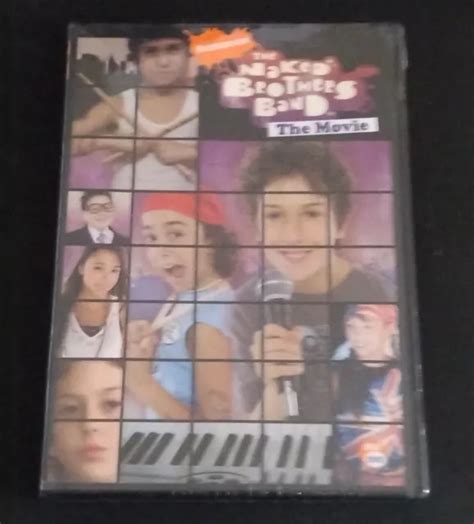 NICKELODEON
THE
NAKED
BROTHERS
BAND
The Movie